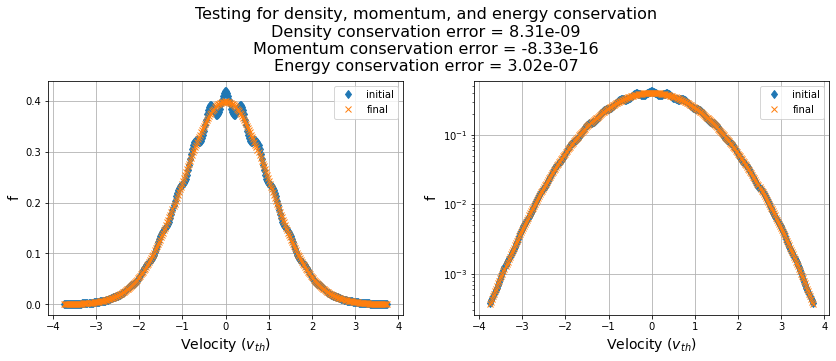 Testing for density, momentum, and energy conservation
Density conservation error = 8.31e-09
Momentum conservation error = -8.33e-16
Energy conservation error = 3.02e-07
0.4
0.3
0.2
0.1
0.0
f
initial
final
−4 −3 −2 −1 0 1 2 3 4
Velocity (v_th)
10⁻¹
10⁻²
10⁻³
f
initial
final
−4 −3 −2 −1 0 1 2 3 4
Velocity (v_th)